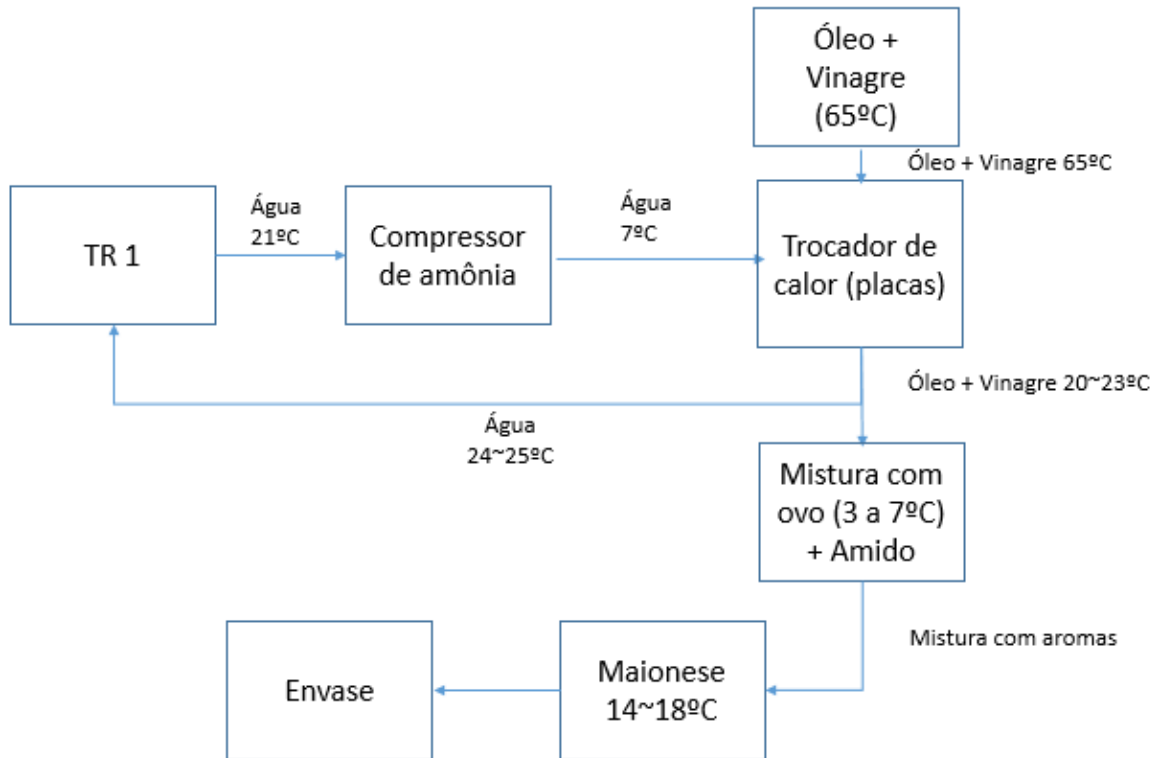 Óleo +
Vinagre
(65ºC)
Óleo + Vinagre 65ºC
TR 1
Água
21ºC
Compressor
de amônia
Água
7ºC
Trocador de
calor (placas)
Óleo + Vinagre 20~23ºC
Água
24~25ºC
Mistura com
ovo (3 a 7ºC)
+ Amido
Mistura com aromas
Maionese
14~18ºC
Envase